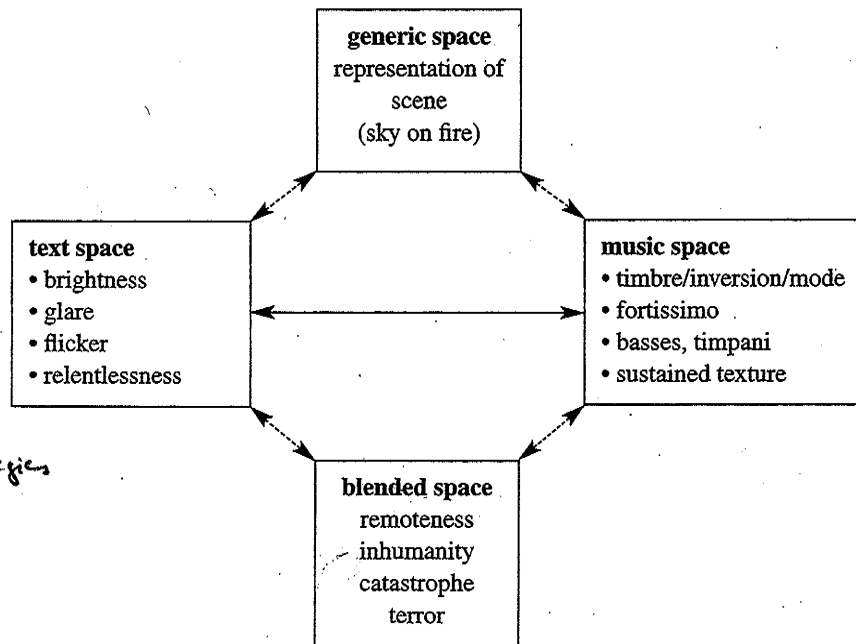 generic space
representation of
scene
(sky on fire)
text space
• brightness
• glare
• flicker
• relentlessness
music space
• timbre/inversion/mode
• fortissimo
• basses, timpani
• sustained texture
blended space
remoteness
inhumanity
catastrophe
terror